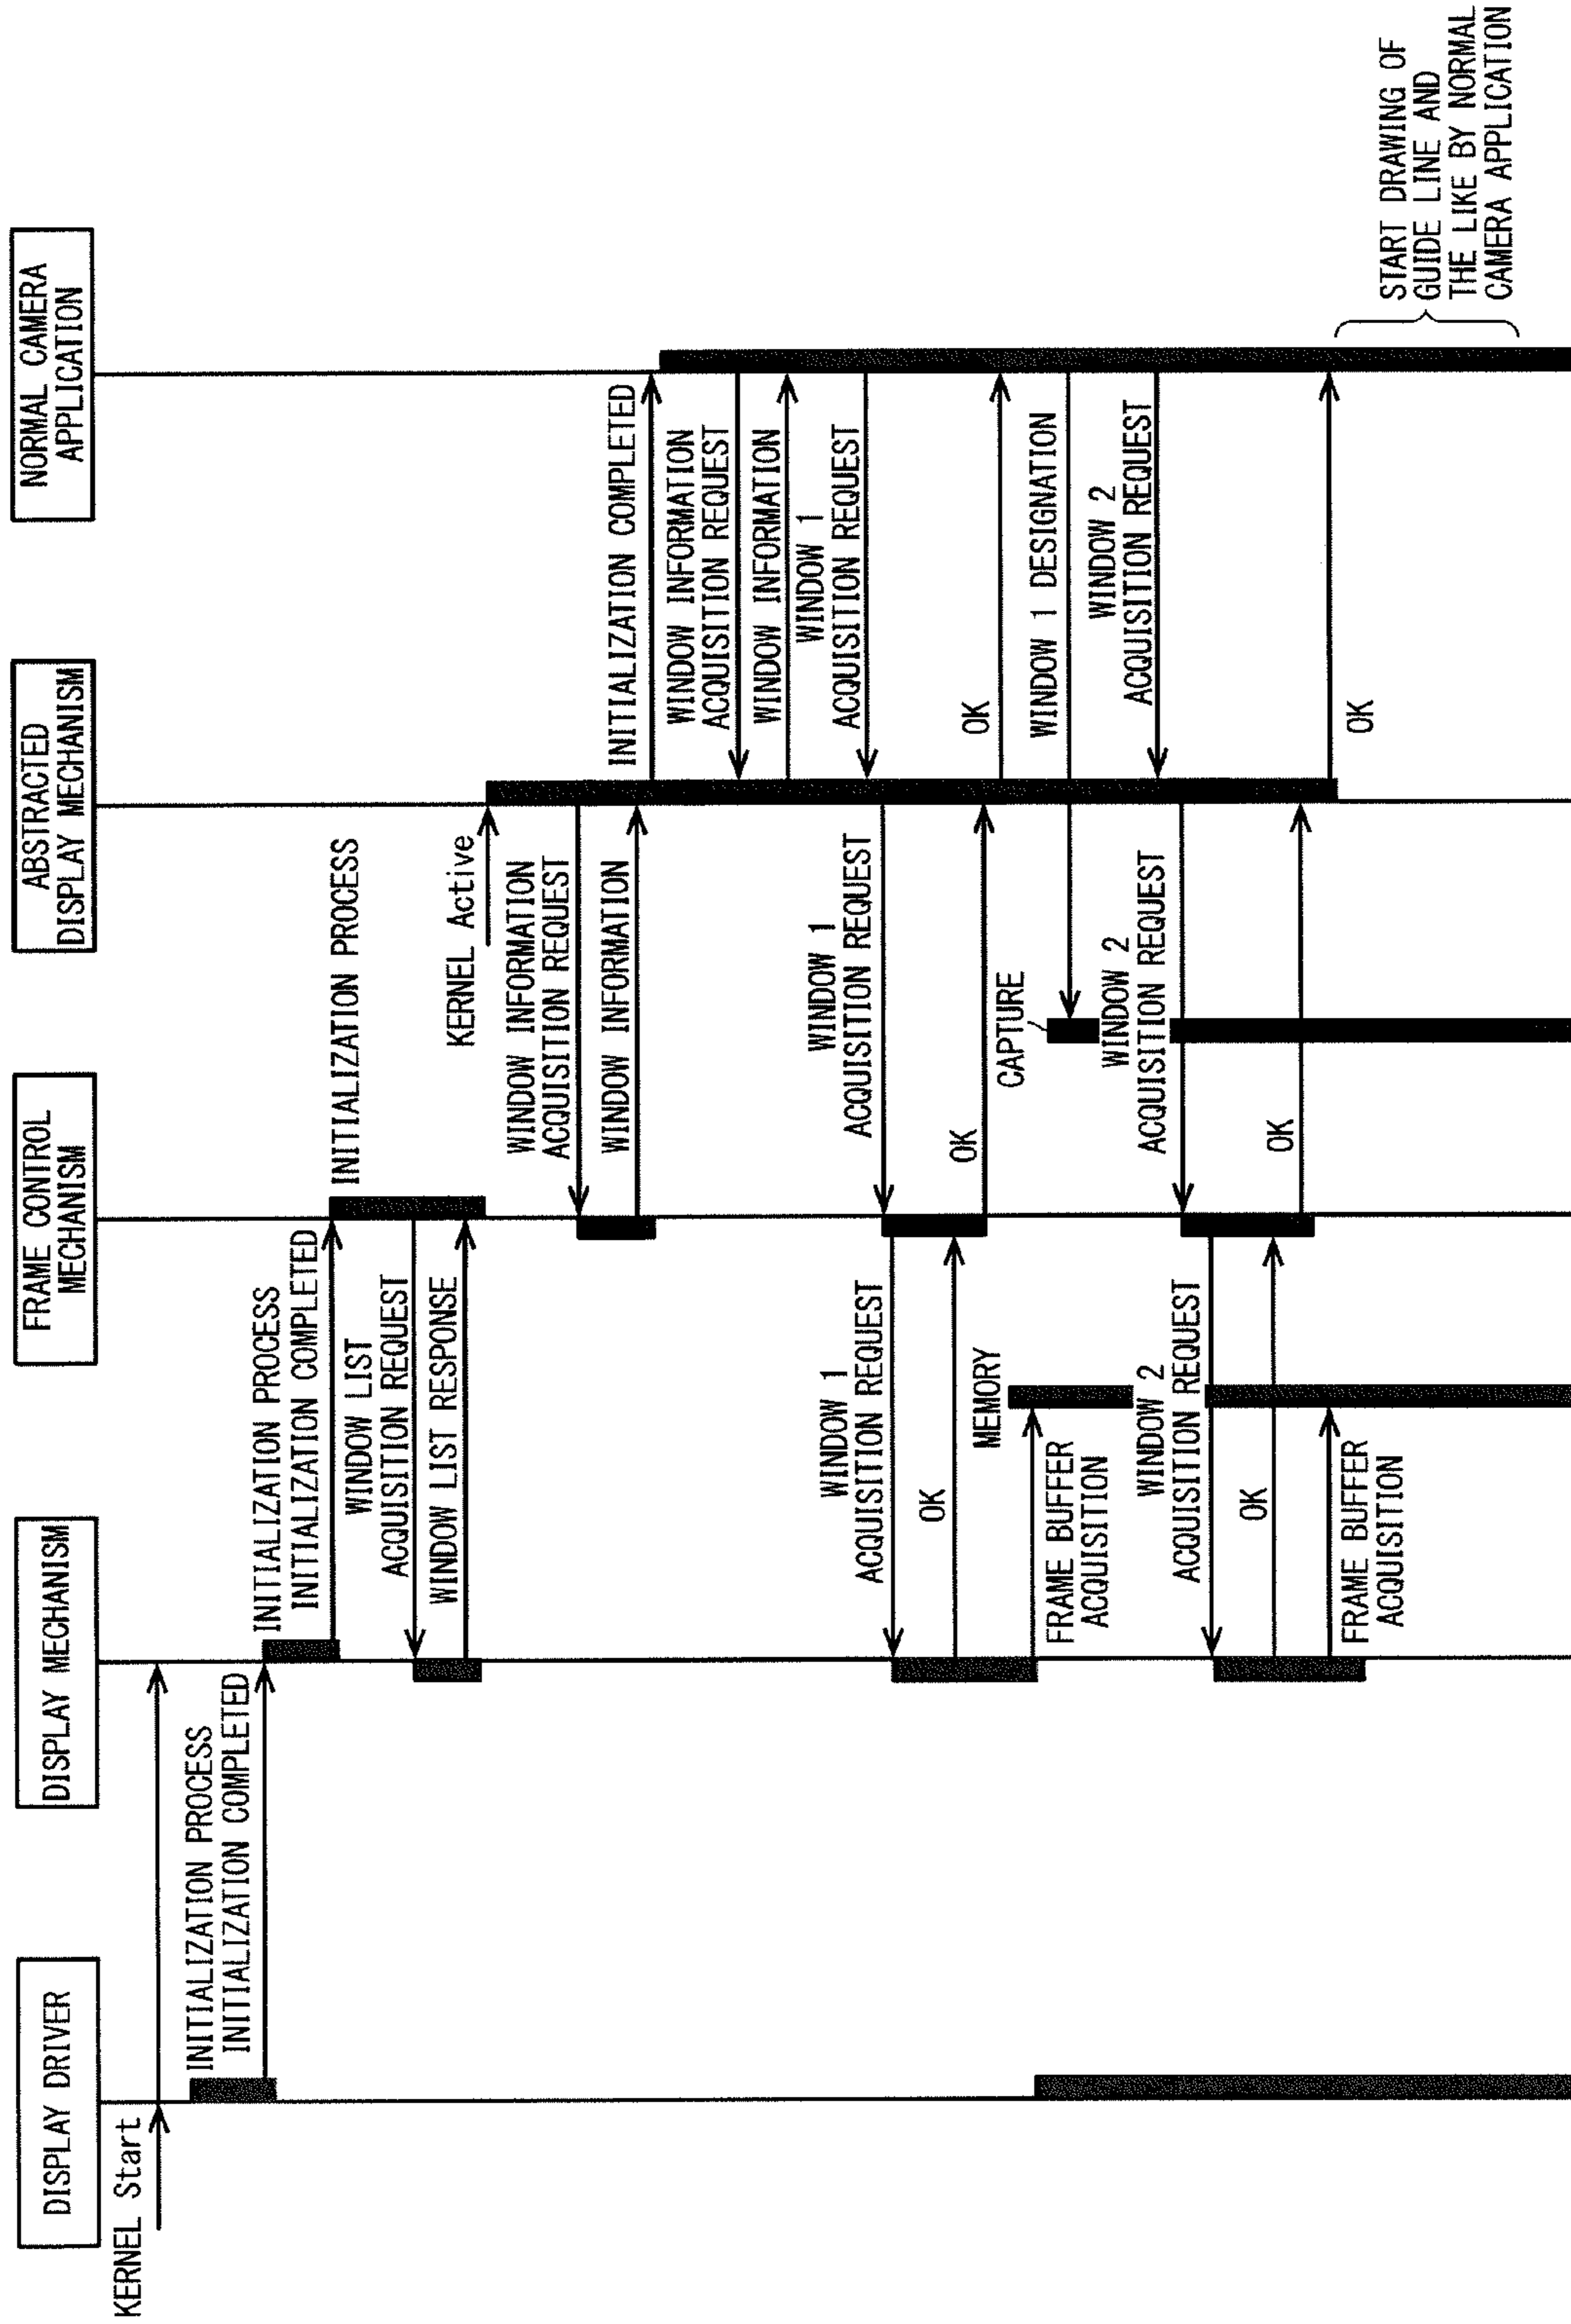 DISPLAY DRIVER
DISPLAY MECHANISM
FRAME CONTROL
MECHANISM
ABSTRACTED
DISPLAY MECHANISM
NORMAL CAMERA
APPLICATION
KERNEL Start
INITIALIZATION PROCESS
INITIALIZATION COMPLETED
INITIALIZATION PROCESS
INITIALIZATION COMPLETED
INITIALIZATION PROCESS
WINDOW LIST
ACQUISITION REQUEST
WINDOW LIST RESPONSE
KERNEL Active
WINDOW INFORMATION
ACQUISITION REQUEST
WINDOW INFORMATION
INITIALIZATION COMPLETED
WINDOW INFORMATION
ACQUISITION REQUEST
WINDOW INFORMATION
WINDOW 1
ACQUISITION REQUEST
WINDOW 1
ACQUISITION REQUEST
WINDOW 1
ACQUISITION REQUEST
OK
OK
OK
MEMORY
FRAME BUFFER
ACQUISITION
CAPTURE
WINDOW 1 DESIGNATION
WINDOW 2
ACQUISITION REQUEST
WINDOW 2
ACQUISITION REQUEST
WINDOW 2
ACQUISITION REQUEST
OK
OK
OK
FRAME BUFFER
ACQUISITION
START DRAWING OF
GUIDE LINE AND
THE LIKE BY NORMAL
CAMERA APPLICATION